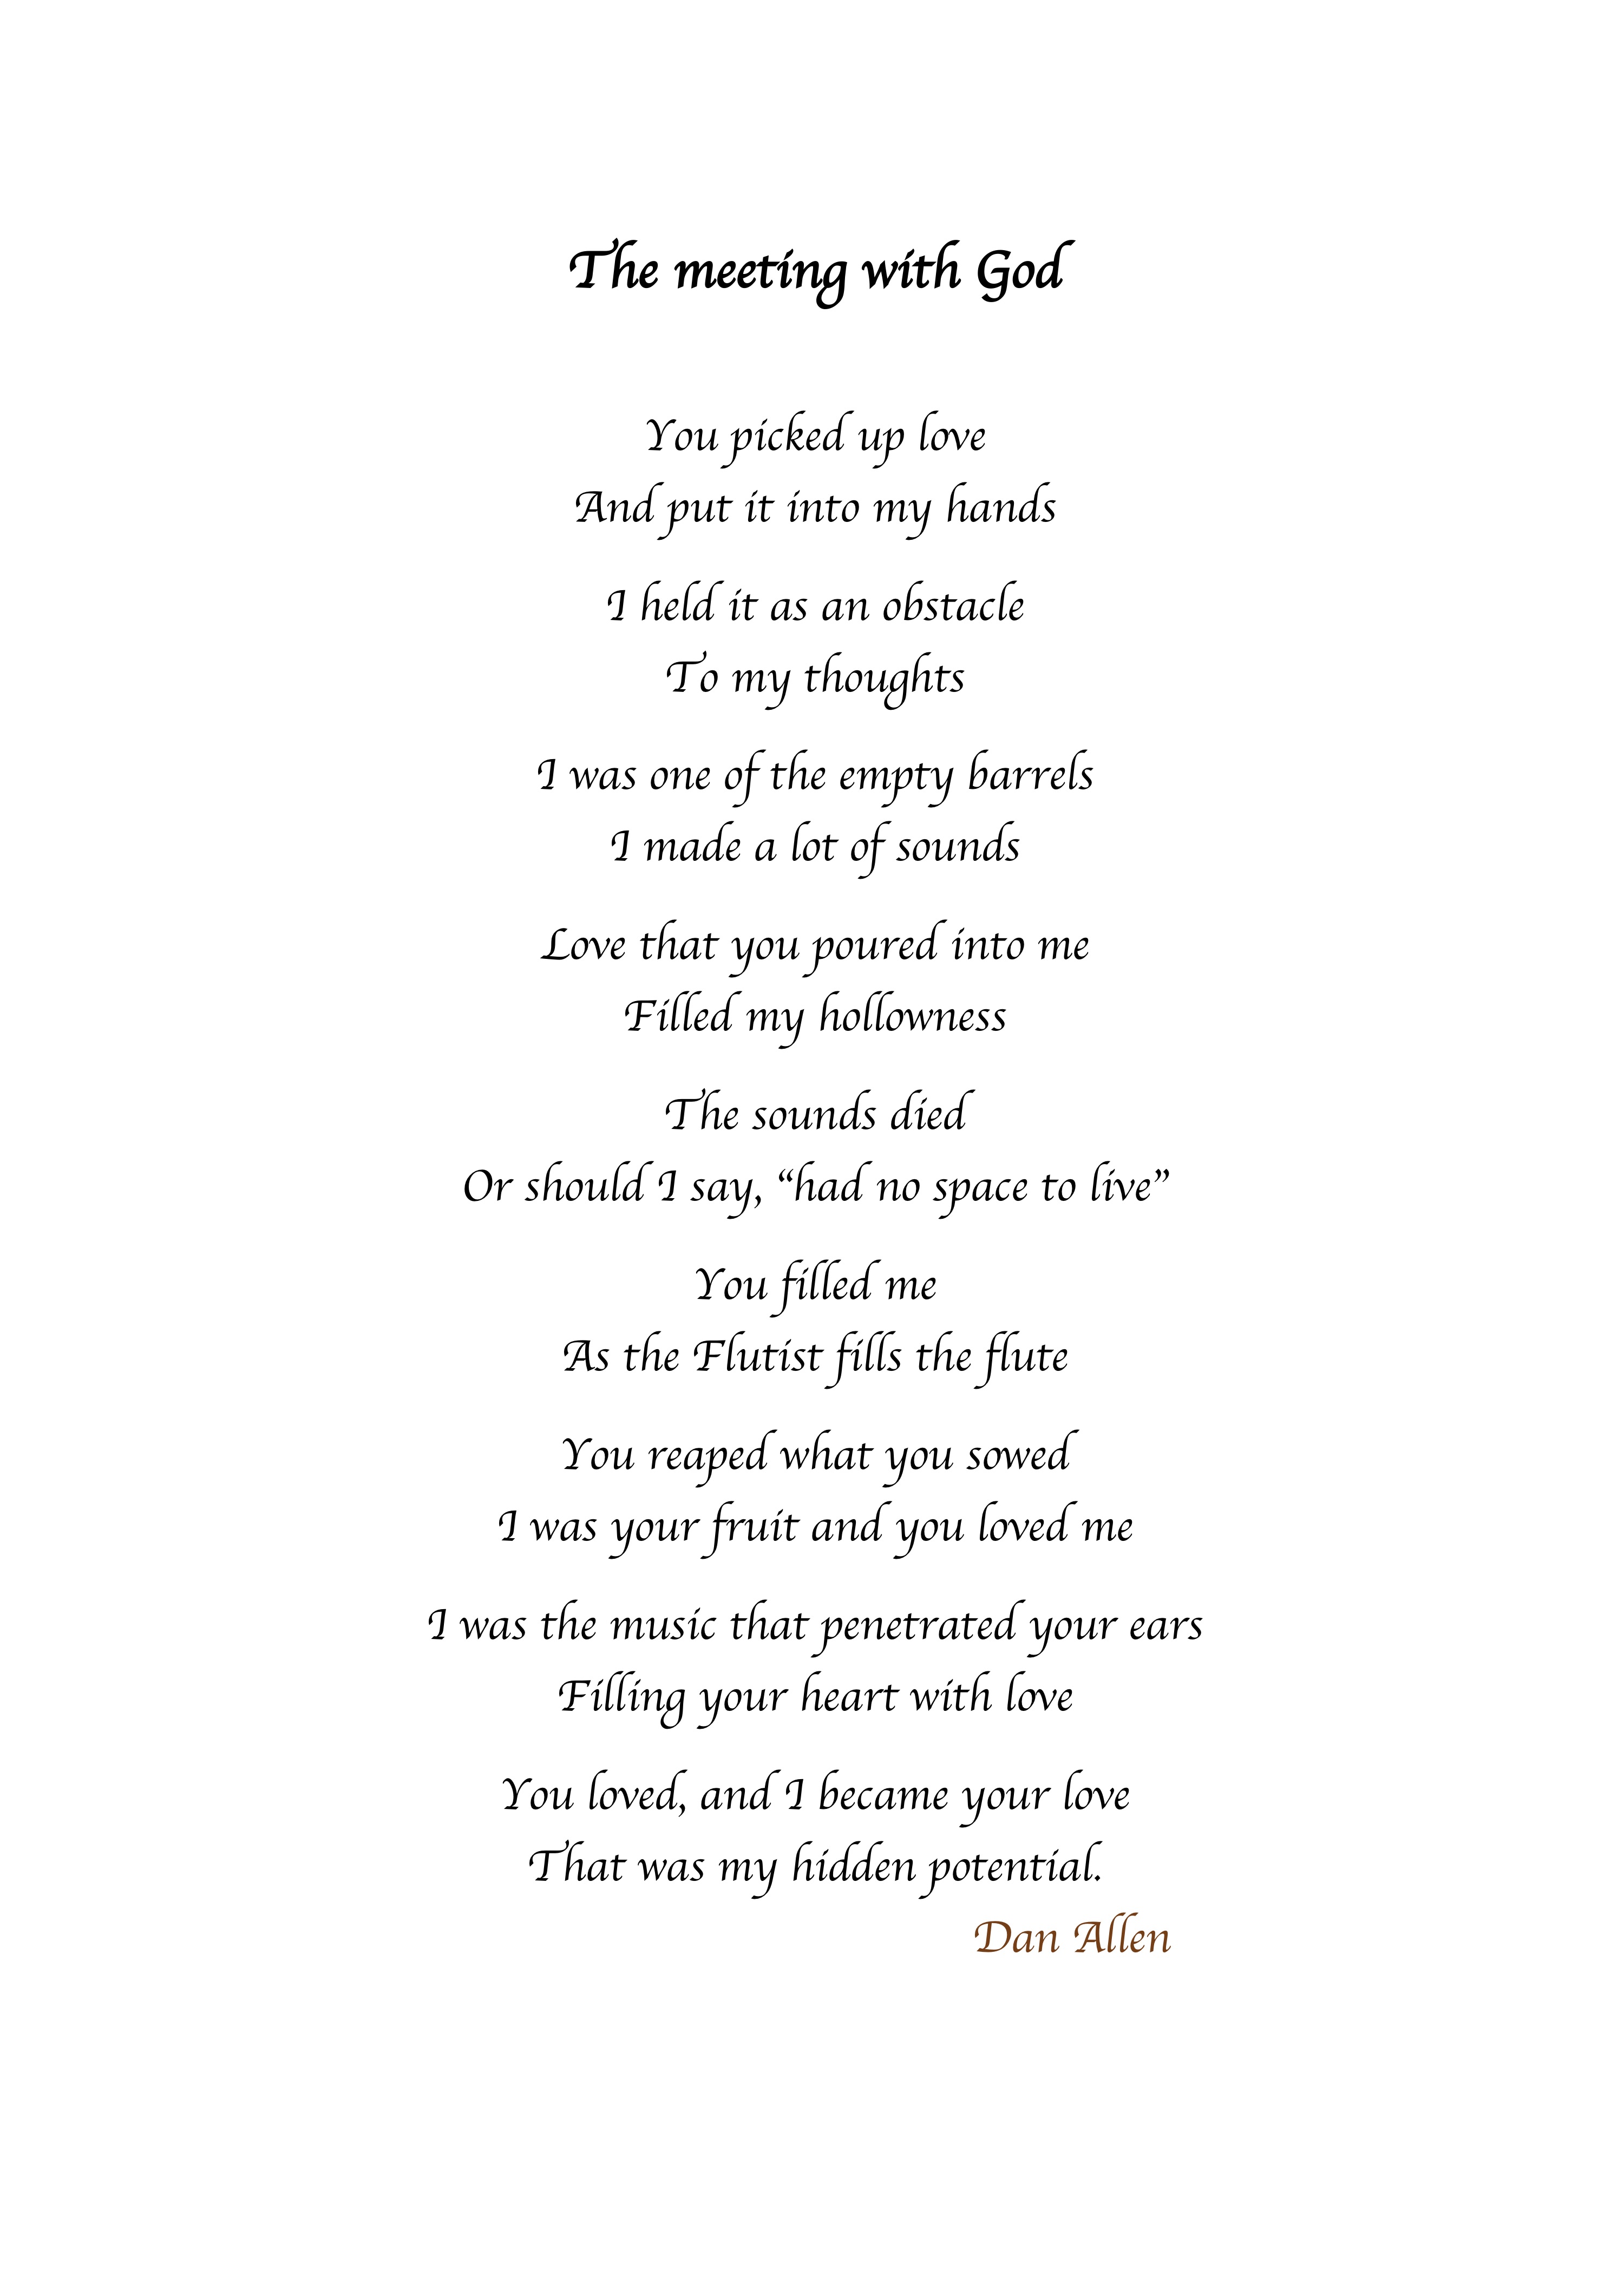 The meeting with God
You picked up love
And put it into my hands
I held it as an obstacle
To my thoughts
I was one of the empty barrels
I made a lot of sounds
Love that you poured into me
Filled my hollowness
The sounds died
Or should I say, “had no space to live”
You filled me
As the Flutist fills the flute
You reaped what you sowed
I was your fruit and you loved me
I was the music that penetrated your ears
Filling your heart with love
You loved, and I became your love
That was my hidden potential.
Dan Allen